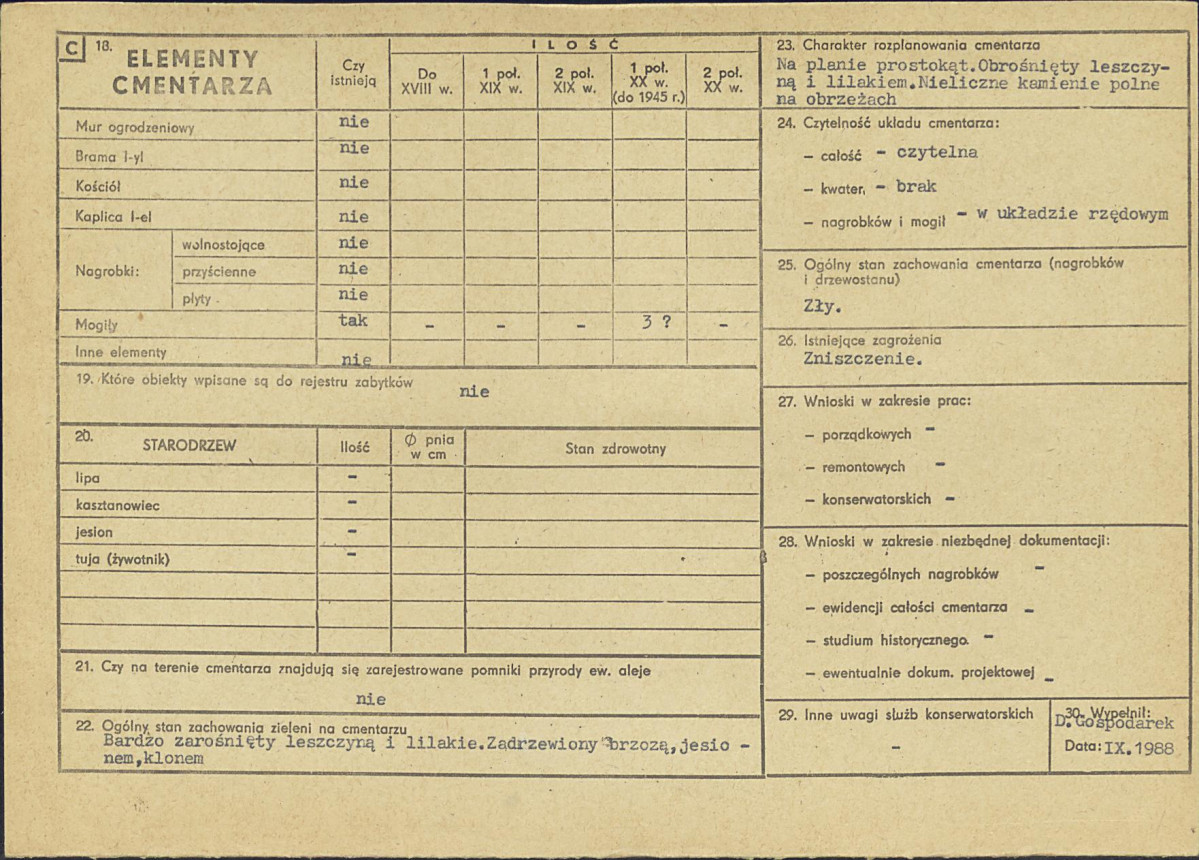 C 18. ELEMENTY
CMENTARZA
Czy
istnieją
ILOŚĆ
Do
XVIII w.
1 poł.
XIX w.
2 poł.
XIX w.
1 poł.
XX w.
(do 1945 r.)
2 poł.
XX w.
Mur ogrodzeniowy nie
Brama 1-yl nie
Kościół nie
Kaplica 1-el nie
Nagrobki:
wolnostojące nie
przyścienne nie
płyty nie
Mogiły tak – – – 3 ? –
Inne elementy nie
19. Które obiekty wpisane są do rejestru zabytków
nie
20. STARODRZEW
Ilość
Ø pnia
w cm
Stan zdrowotny
lipa –
kasztanowiec –
jesion –
tuja (żywotnik) –
21. Czy na terenie cmentarza znajdują się zarejestrowane pomniki przyrody ew. aleje
nie
22. Ogólny stan zachowania zieleni na cmentarzu
Bardzo zarośnięty leszczyną i lilakie.Zadrzewiony brzozą,jesio -
nem,klonem
23. Charakter rozplanowania cmentarza
Na planie prostokąt.Obrośnięty leszczy-
ną i lilakiem.Nieliczne kamienie polne
na obrzeżach
24. Czytelność układu cmentarza:
– całość - czytelna
– kwater, - brak
– nagrobków i mogił - w układzie rzędowym
25. Ogólny stan zachowania cmentarza (nagrobków
i drzewostanu)
Zły.
26. Istniejące zagrożenia
Zniszczenie.
27. Wnioski w zakresie prac:
– porządkowych -
– remontowych -
– konserwatorskich -
28. Wnioski w zakresie niezbędnej dokumentacji:
– poszczególnych nagrobków -
– ewidencji całości cmentarza -
– studium historycznego. -
– ewentualnie dokum. projektowej -
29. Inne uwagi służb konserwatorskich
–
30. Wypełnił:
D.Gospodarek
Data: IX.1988